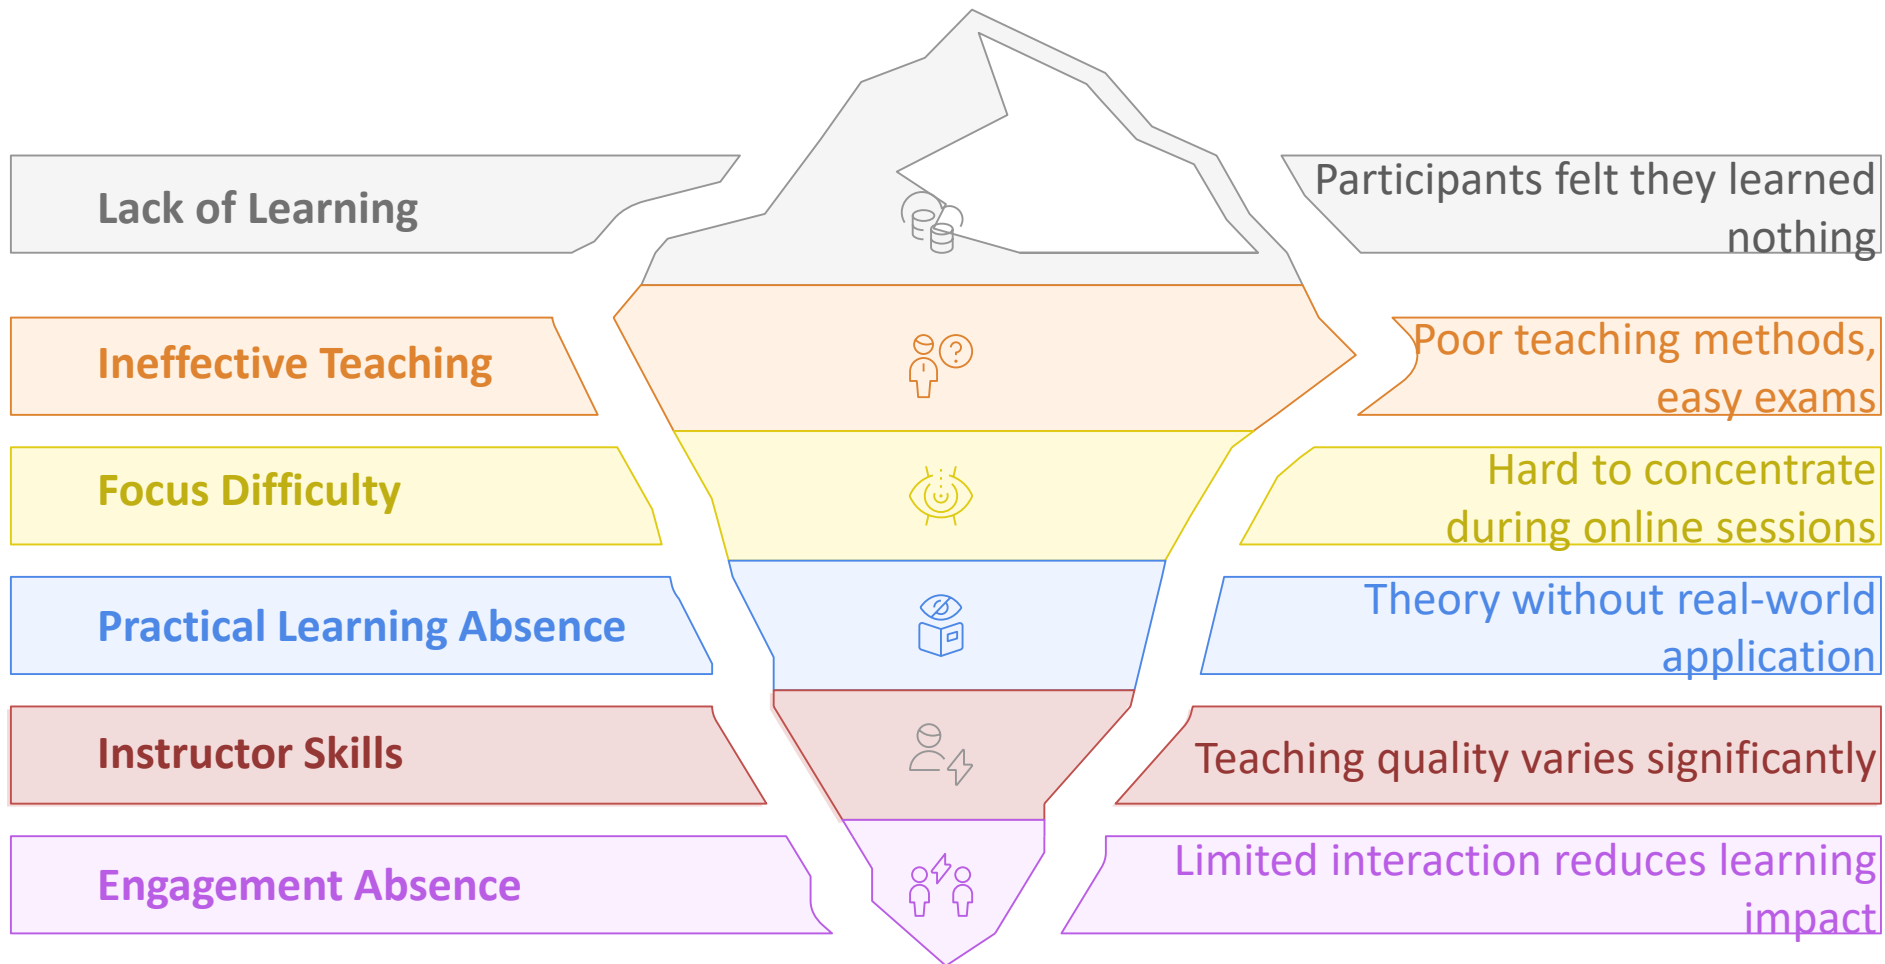 Lack of Learning
Participants felt they learned
nothing
Ineffective Teaching
Poor teaching methods,
easy exams
Focus Difficulty
Hard to concentrate
during online sessions
Practical Learning Absence
Theory without real-world
application
Instructor Skills
Teaching quality varies significantly
Engagement Absence
Limited interaction reduces learning
impact